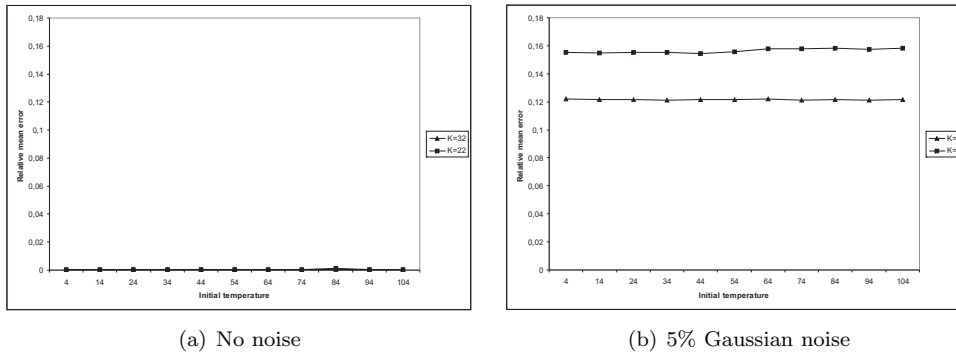 0,18
0,16
0,14
0,12
0,1
0,08
0,06
0,04
0,02
0
Relative mean error
4 14 24 34 44 54 64 74 84 94 104
Initial temperature
K=32
K=22
(a) No noise
0,18
0,16
0,14
0,12
0,1
0,08
0,06
0,04
0,02
0
Relative mean error
4 14 24 34 44 54 64 74 84 94 104
Initial temperature
K=
K=
(b) 5% Gaussian noise